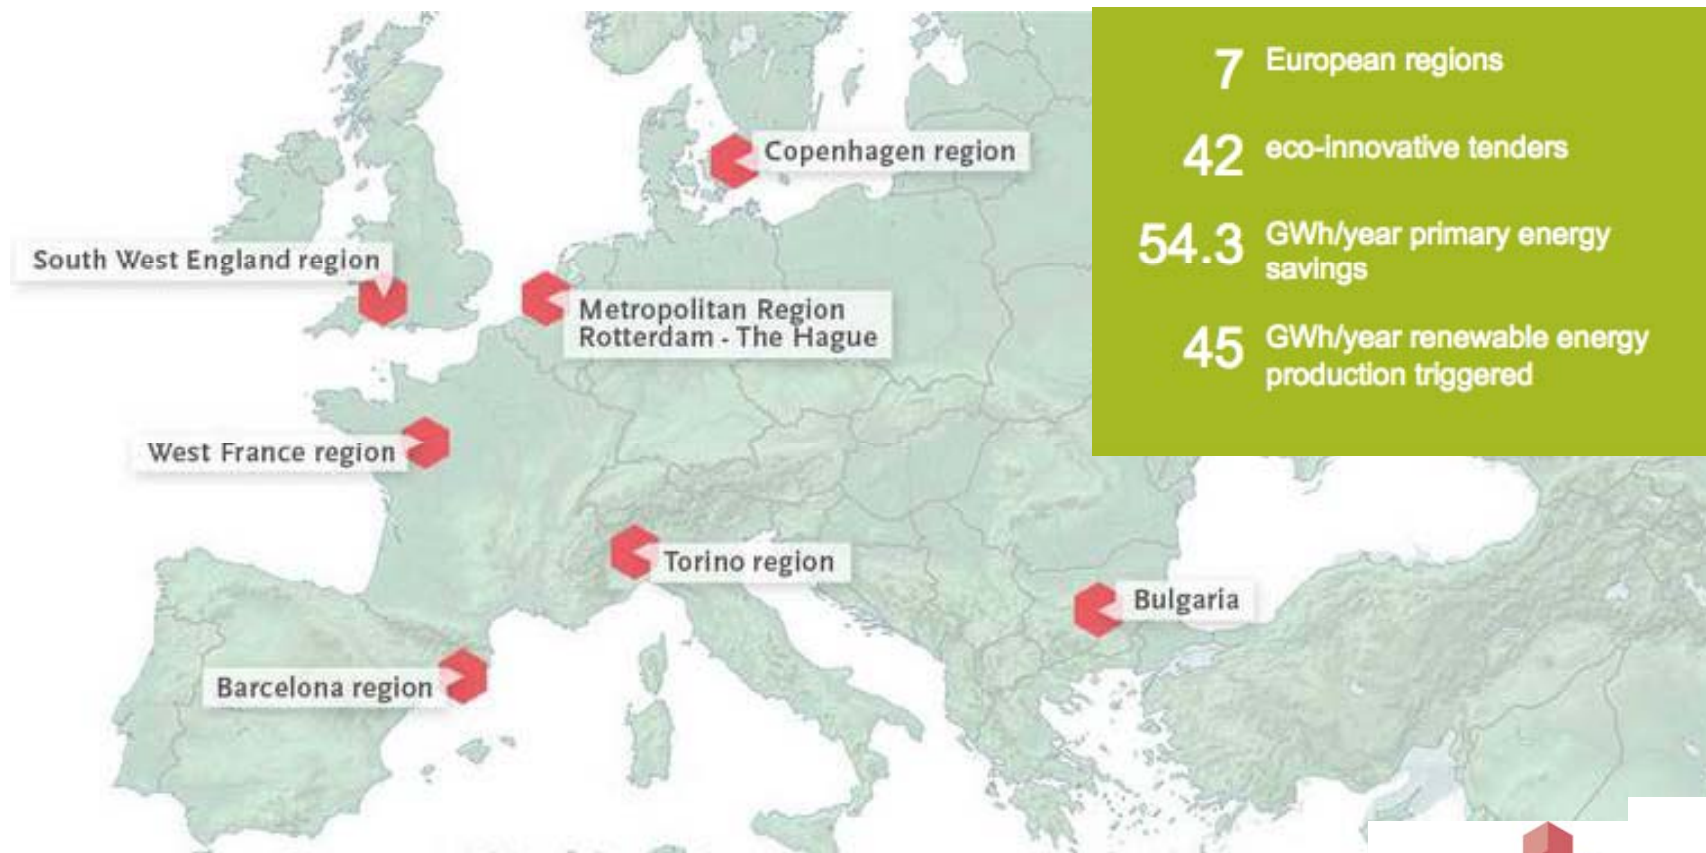 7 European regions
42 eco-innovative tenders
54.3 GWh/year primary energy
savings
45 GWh/year renewable energy
production triggered
Copenhagen region
South West England region
Metropolitan Region
Rotterdam - The Hague
West France region
Torino region
Bulgaria
Barcelona region